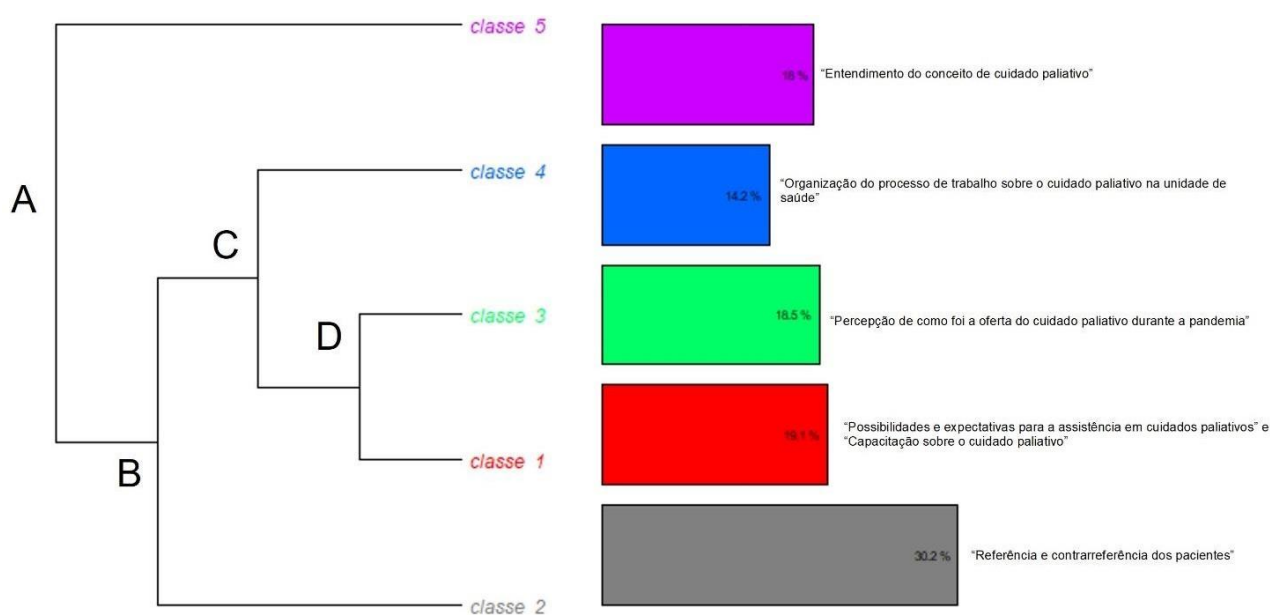 classe 5
18 %
“Entendimento do conceito de cuidado paliativo”
A
classe 4
14.2 %
“Organização do processo de trabalho sobre o cuidado paliativo na unidade de
saúde”
C
classe 3
18.5 %
“Percepção de como foi a oferta do cuidado paliativo durante a pandemia”
D
classe 1
19.1 %
“Possibilidades e expectativas para a assistência em cuidados paliativos” e
“Capacitação sobre o cuidado paliativo”
B
classe 2
30.2 %
“Referência e contrarreferência dos pacientes”